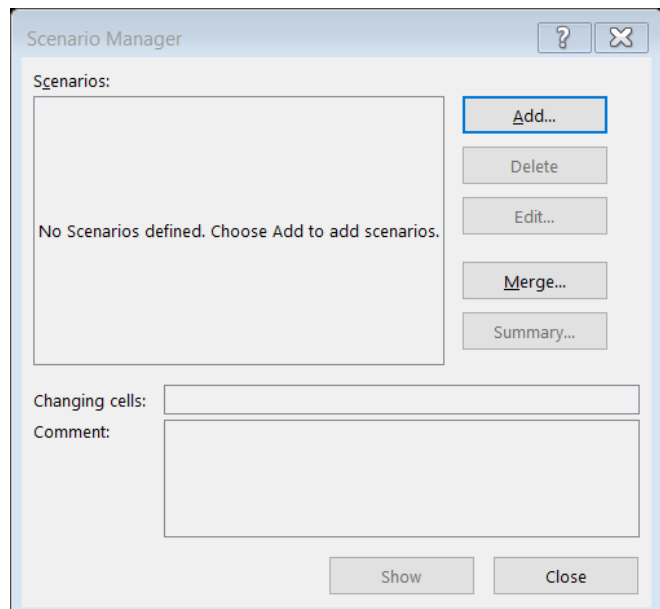 Scenario Manager
Scenarios:
No Scenarios defined. Choose Add to add scenarios.
Add...
Delete
Edit...
Merge...
Summary...
Changing cells:
Comment:
Show
Close